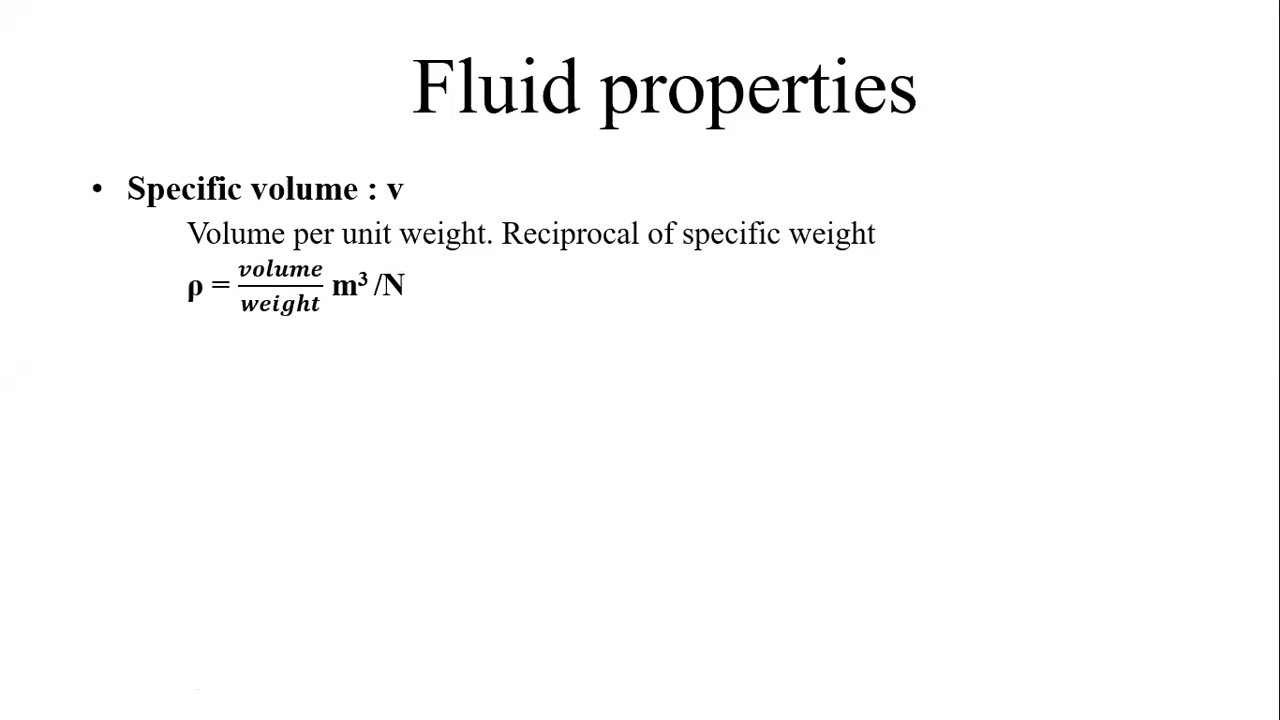 Fluid properties
• Specific volume : v
Volume per unit weight. Reciprocal of specific weight
ρ = volume/weight m³ /N